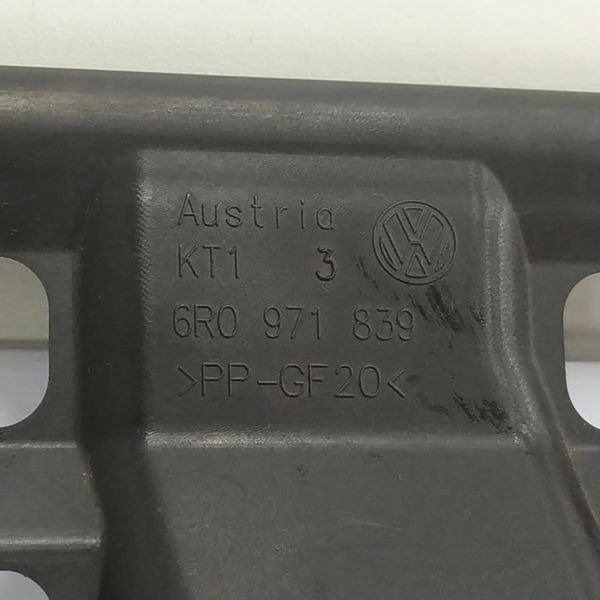 Austria
KT1 3
6R0 971 839
>PP-GF20<